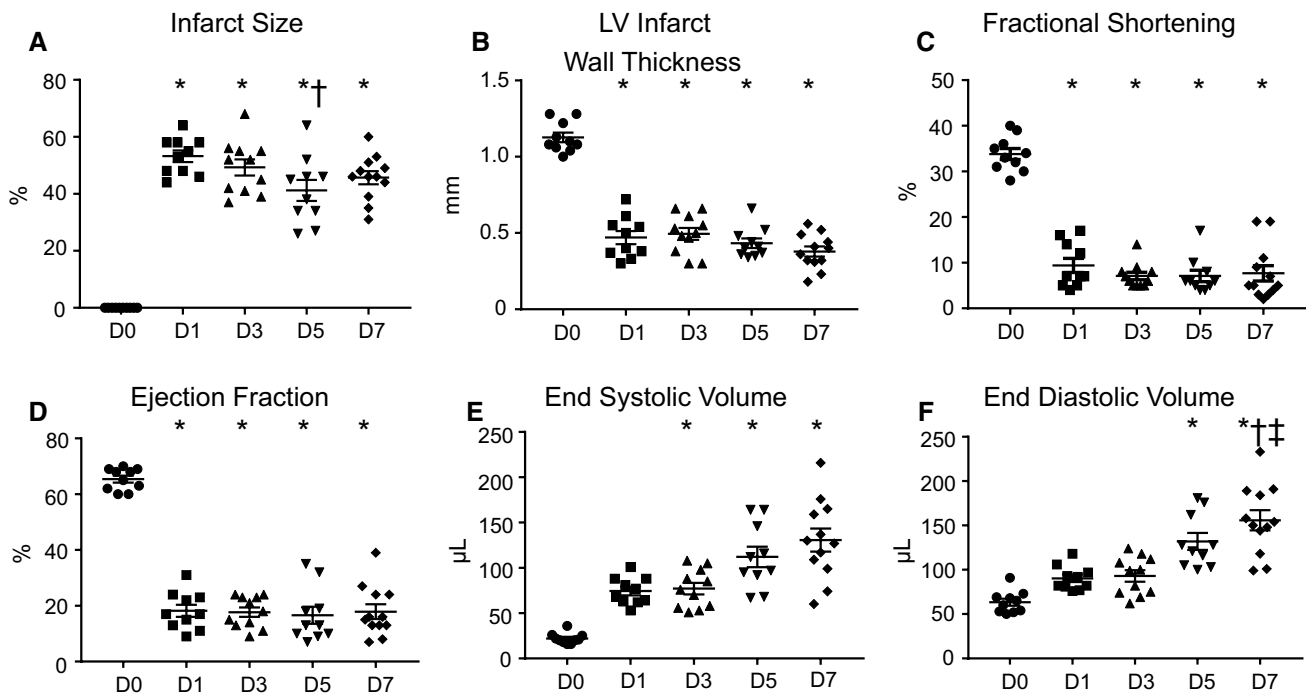 A
Infarct Size
* * *† *
80
60
40
20
0
%
D0 D1 D3 D5 D7
B
LV Infarct
Wall Thickness
* * * *
1.5
1.0
0.5
0.0
mm
D0 D1 D3 D5 D7
C
Fractional Shortening
* * * *
50
40
30
20
10
0
%
D0 D1 D3 D5 D7
D
Ejection Fraction
* * * *
80
60
40
20
0
%
D0 D1 D3 D5 D7
E
End Systolic Volume
* * *
250
200
150
100
50
0
µL
D0 D1 D3 D5 D7
F
End Diastolic Volume
* *†‡
250
200
150
100
50
0
µL
D0 D1 D3 D5 D7